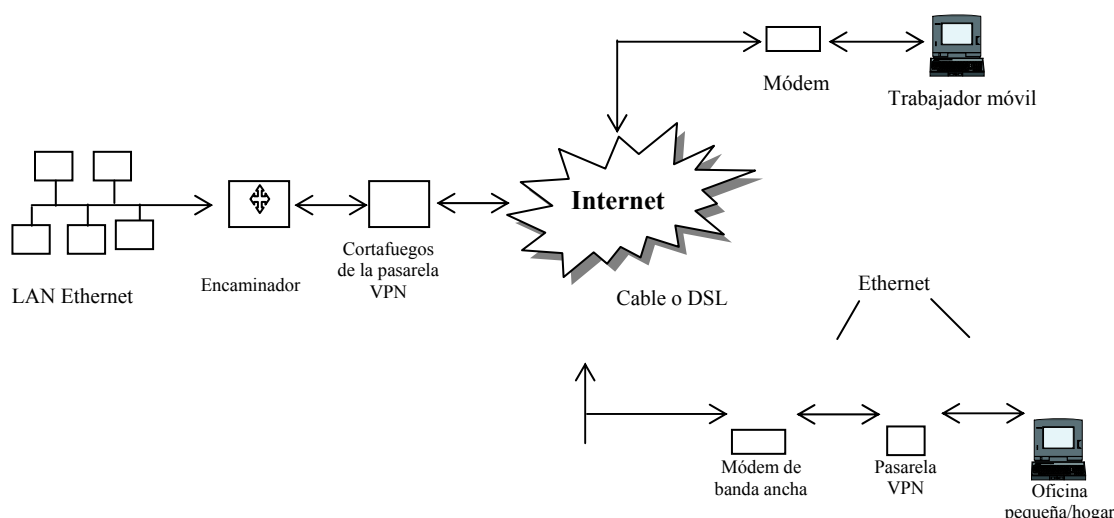 Módem
Trabajador móvil
Internet
Cortafuegos
de la pasarela
VPN
Encaminador
LAN Ethernet
Cable o DSL
Ethernet
Módem de
banda ancha
Pasarela
VPN
Oficina
pequeña/hogar